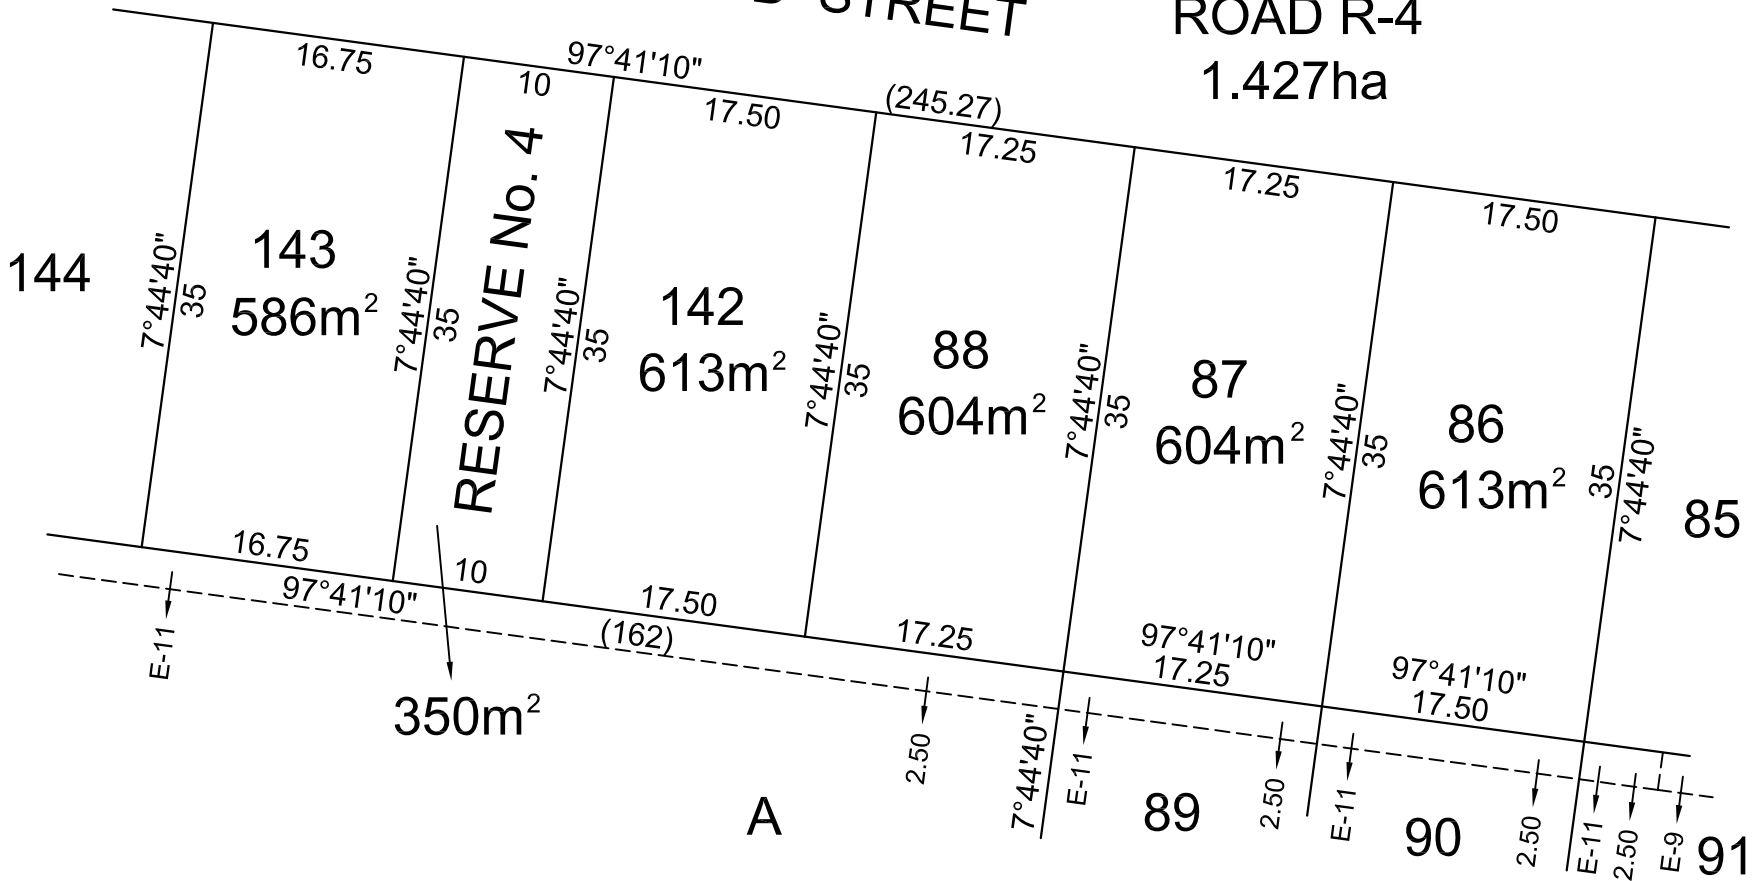 STREET
ROAD R-4
1.427ha
16.75
10
97°41'10"
17.50
(245.27)
17.25
17.25
17.50
144
7°44'40"
35
143
586m²
7°44'40"
35
RESERVE No. 4
7°44'40"
35
142
613m²
7°44'40"
35
88
604m²
7°44'40"
35
87
604m²
7°44'40"
35
86
613m²
35
7°44'40"
85
16.75
97°41'10"
10
17.50
(162)
17.25
97°41'10"
17.25
97°41'10"
17.50
E-11
350m²
2.50
7°44'40"
E-11
2.50
E-11
2.50
E-11
2.50
E-9
A
89
90
91